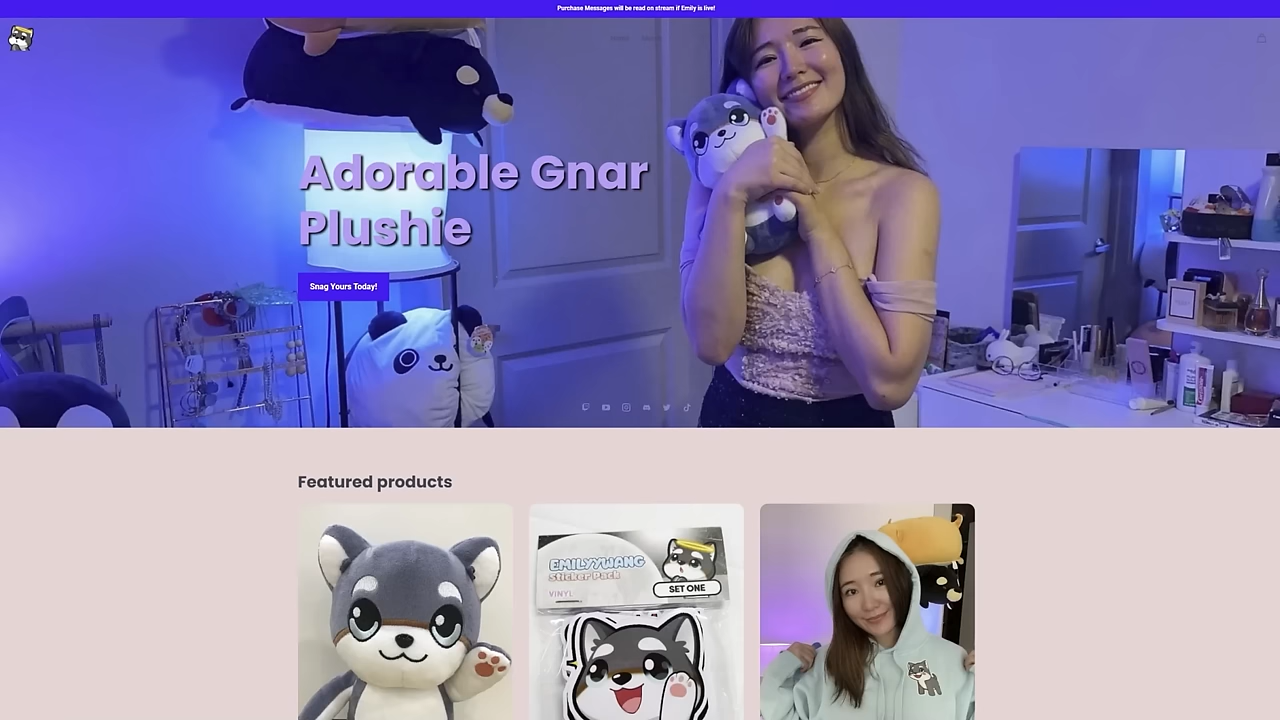 Purchase Messages will be read on stream if Emily is live!
Adorable Gnar
Plushie
Snag Yours Today!
Featured products
EMILYYWANG
Sticker Pack
VINYL
SET ONE